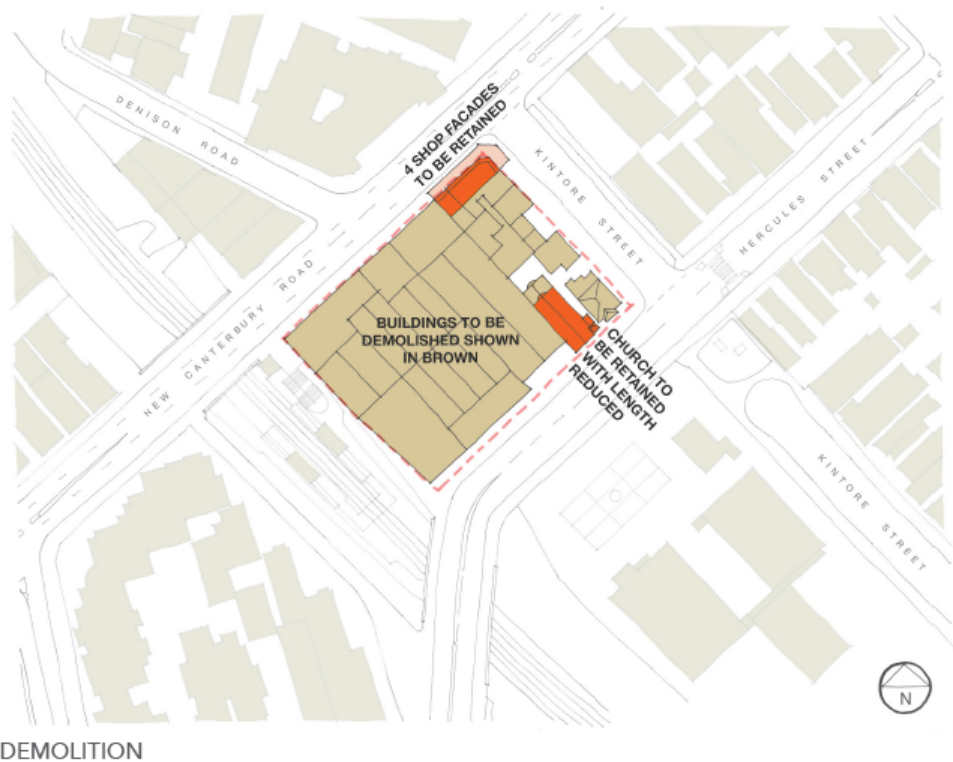 DENISON ROAD
4 SHOP FACADES
TO BE RETAINED
KINTORE STREET
HERCULES STREET
NEW CANTERBURY ROAD
BUILDINGS TO BE
DEMOLISHED SHOWN
IN BROWN
CHURCH TO
BE RETAINED
WITH LENGTH
REDUCED
KINTORE STREET
N
DEMOLITION